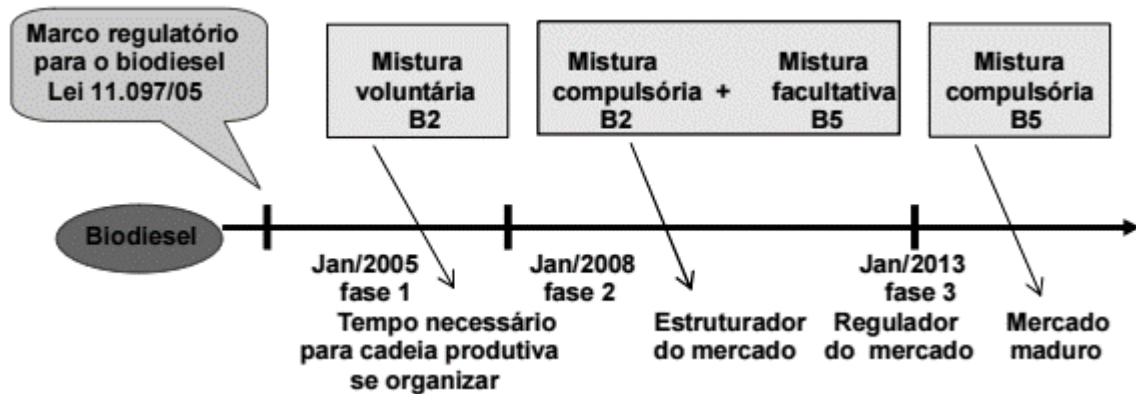 Marco regulatório
para o biodiesel
Lei 11.097/05
Mistura
voluntária
B2
Mistura Mistura
compulsória + facultativa
B2 B5
Mistura
compulsória
B5
Biodiesel
Jan/2005
fase 1
Jan/2008
fase 2
Jan/2013
fase 3
Tempo necessário
para cadeia produtiva
se organizar
Estruturador
do mercado
Regulador
do mercado
Mercado
maduro